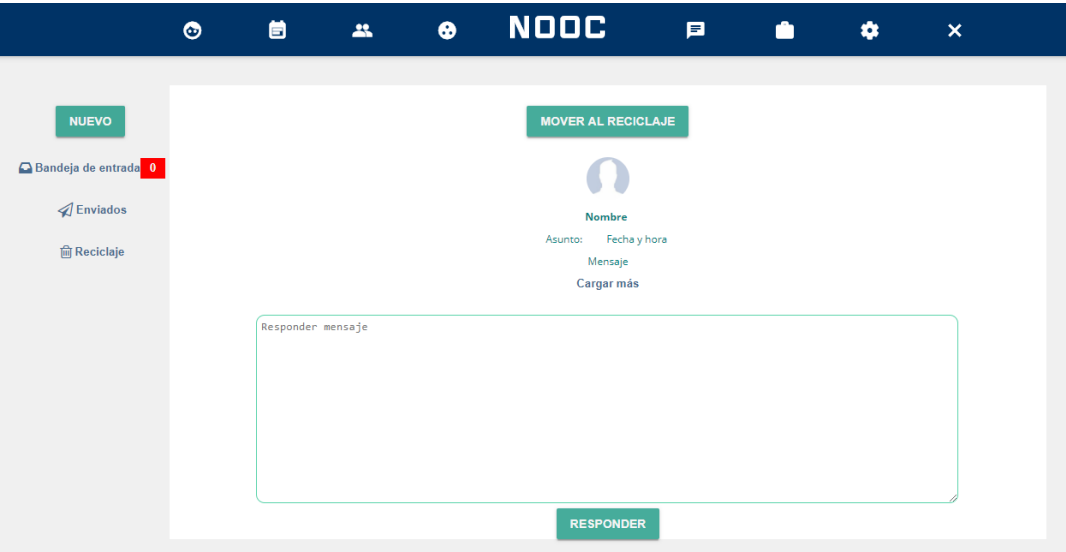 NOOC
NUEVO
Bandeja de entrada 0
Enviados
Reciclaje
MOVER AL RECICLAJE
Nombre
Asunto: Fecha y hora
Mensaje
Cargar más
Responder mensaje
RESPONDER